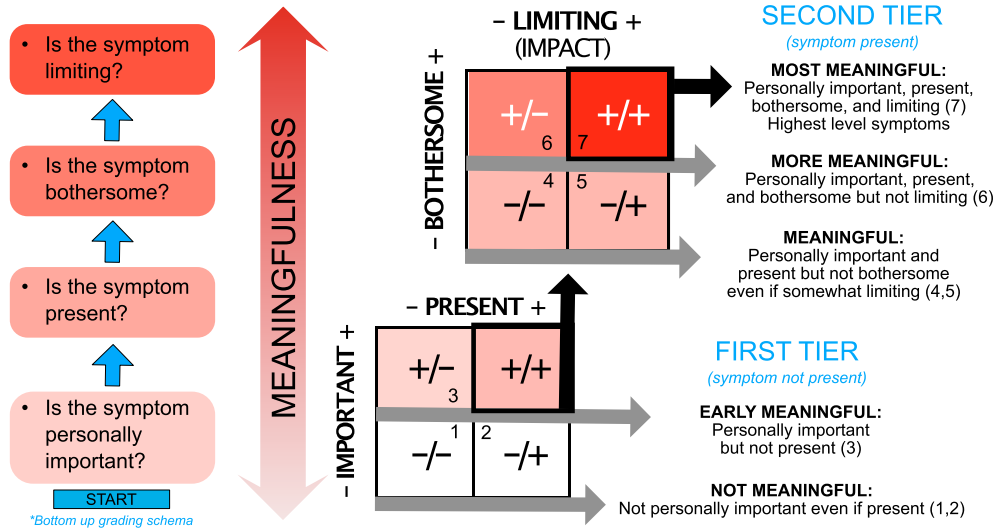 • Is the symptom
limiting?
• Is the symptom
bothersome?
• Is the symptom
present?
• Is the symptom
personally
important?
START
*Bottom up grading schema
MEANINGFULNESS
– LIMITING +
(IMPACT)
– BOTHERSOME +
+/–
6
+/+
7
4
–/–
5
–/+
– PRESENT +
– IMPORTANT +
+/–
3
+/+
1
–/–
2
–/+
SECOND TIER
(symptom present)
MOST MEANINGFUL:
Personally important, present,
bothersome, and limiting (7)
Highest level symptoms
MORE MEANINGFUL:
Personally important, present,
and bothersome but not limiting (6)
MEANINGFUL:
Personally important and
present but not bothersome
even if somewhat limiting (4,5)
FIRST TIER
(symptom not present)
EARLY MEANINGFUL:
Personally important
but not present (3)
NOT MEANINGFUL:
Not personally important even if present (1,2)